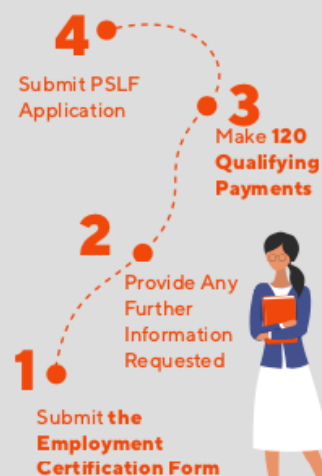 4
Submit PSLF
Application
3
Make 120
Qualifying
Payments
2
Provide Any
Further
Information
Requested
1
Submit the
Employment
Certification Form